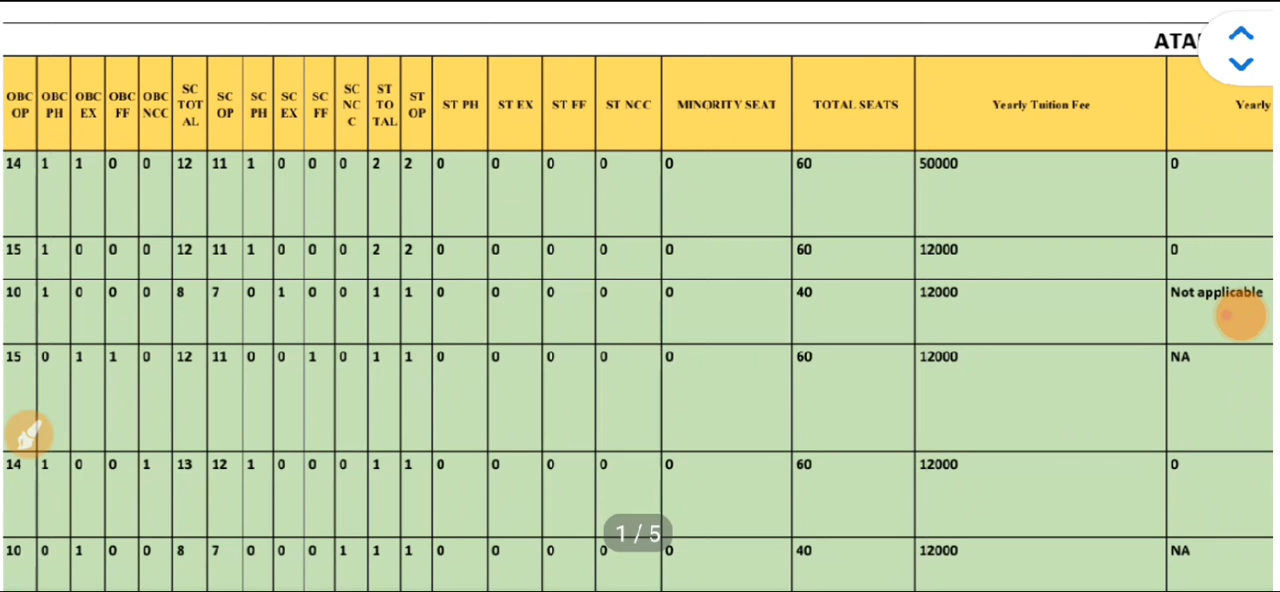 ATA
OBC OP OBC PH OBC EX OBC FF OBC NCC SC TOT AL SC OP SC PH SC EX SC FF SC NC C ST TO TAL ST OP ST PH ST EX ST FF ST NCC MINORITY SEAT TOTAL SEATS Yearly Tuition Fee Yearly
14 1 1 0 0 12 11 1 0 0 0 2 2 0 0 0 0 0 60 50000 0
15 1 0 0 0 12 11 1 0 0 0 2 2 0 0 0 0 0 60 12000 0
10 1 0 0 0 8 7 0 1 0 0 1 1 0 0 0 0 0 40 12000 Not applicable
15 0 1 1 0 12 11 0 0 1 0 1 1 0 0 0 0 0 60 12000 NA
14 1 0 0 1 13 12 1 0 0 0 1 1 0 0 0 0 0 60 12000 0
1 / 5
10 0 1 0 0 8 7 0 0 0 1 1 1 0 0 0 0 0 40 12000 NA